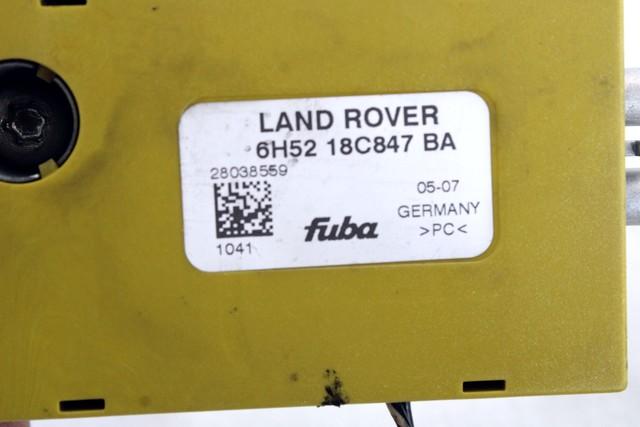 LAND ROVER
6H52 18C847 BA
28038559
05-07
GERMANY
fuba
>PC<
1041